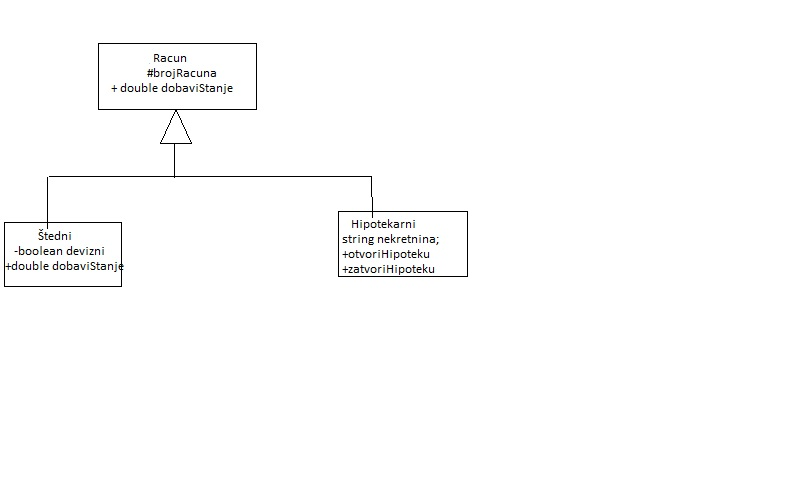 Racun
#brojRacuna
+ double dobaviStanje
Štedni
-boolean devizni
+double dobaviStanje
Hipotekarni
string nekretnina;
+otvoriHipoteku
+zatvoriHipoteku